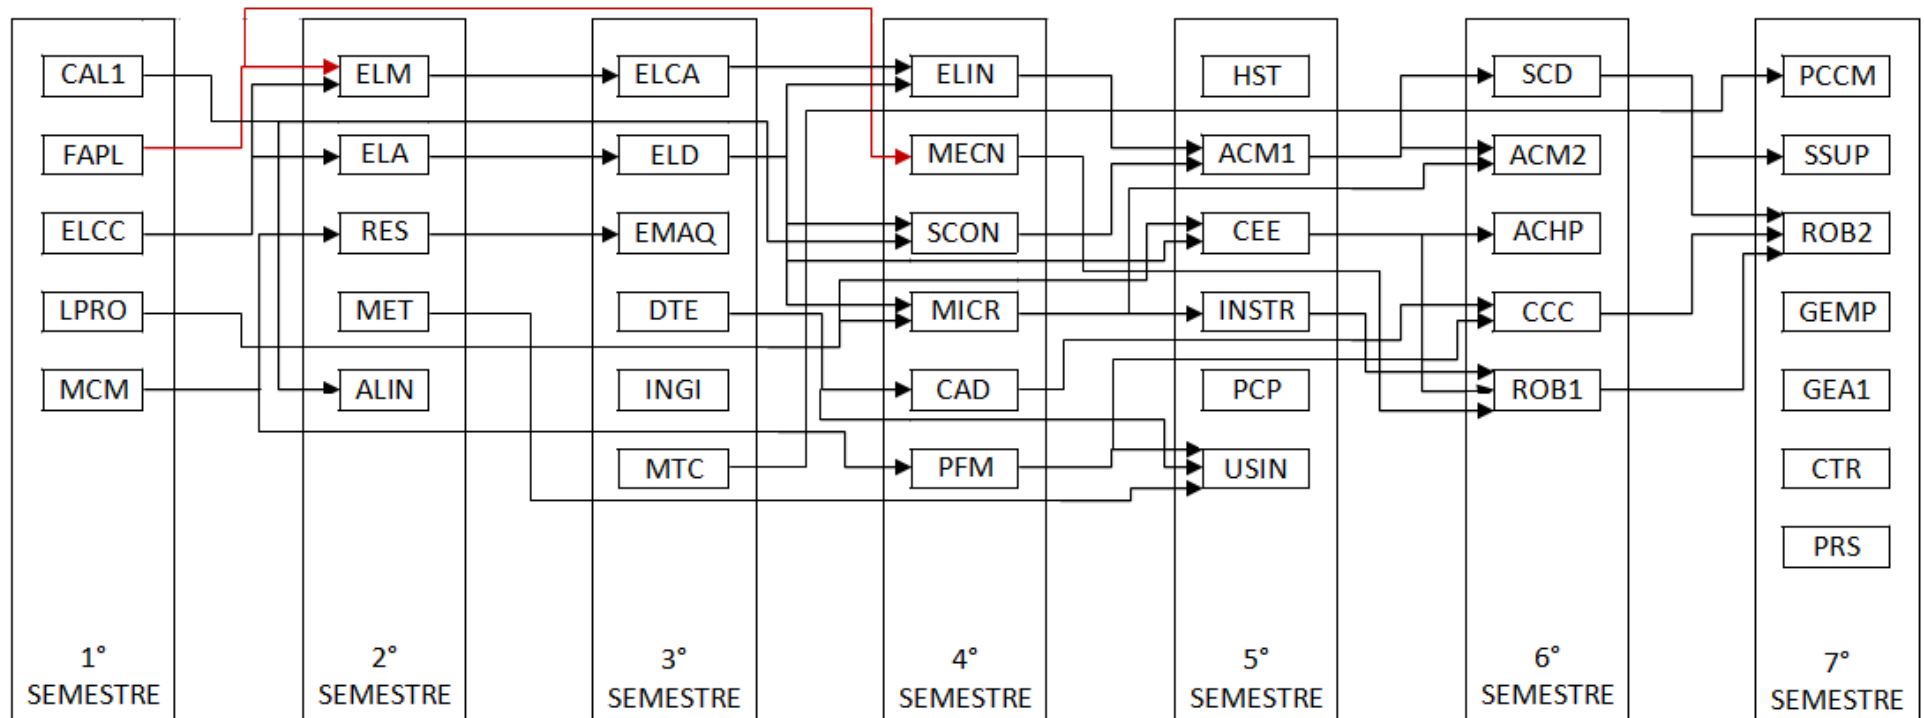 CAL1
FAPL
ELCC
LPRO
MCM
1°
SEMESTRE
ELM
ELA
RES
MET
ALIN
2°
SEMESTRE
ELCA
ELD
EMAQ
DTE
INGI
MTC
3°
SEMESTRE
ELIN
MECN
SCON
MICR
CAD
PFM
4°
SEMESTRE
HST
ACM1
CEE
INSTR
PCP
USIN
5°
SEMESTRE
SCD
ACM2
ACHP
CCC
ROB1
6°
SEMESTRE
PCCM
SSUP
ROB2
GEMP
GEA1
CTR
PRS
7°
SEMESTRE